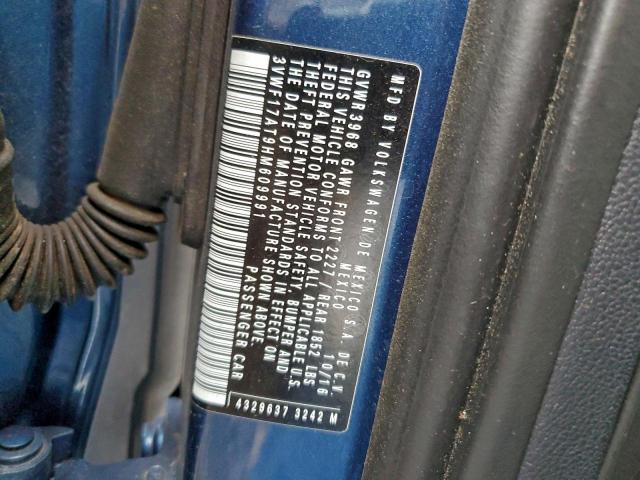 MFD BY VOLKSWAGEN DE MEXICO S.A. DE C.V.
MEXICO 10/16
GVWR 3968 GAWR FRONT 2227 / REAR 1852 LBS
THIS VEHICLE CONFORMS TO ALL APPLICABLE U.S.
FEDERAL MOTOR VEHICLE SAFETY, BUMPER AND
THEFT PREVENTION STANDARDS IN EFFECT ON
THE DATE OF MANUFACTURE SHOWN ABOVE.
3VWF17AT9HM609991 PASSENGER CAR
4329637 3242 M